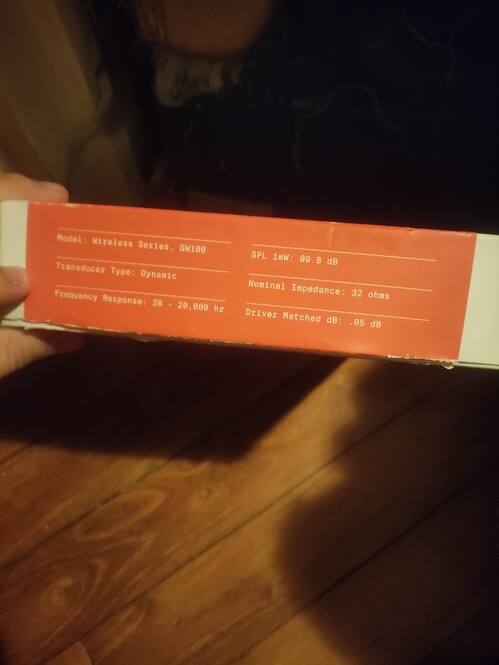 Model: Wireless Series, GW100
Transducer Type: Dynamic
Frequency Response: 20 - 20,000 hz
SPL 1mW: 99.8 dB
Nominal Impedance: 32 ohms
Driver Matched dB: .05 dB